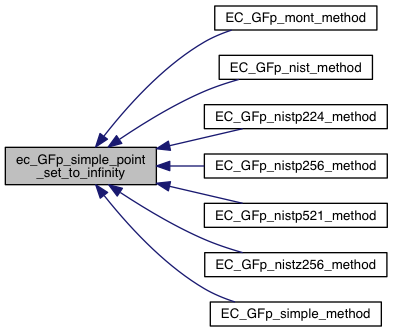 EC_GFp_mont_method
EC_GFp_nist_method
EC_GFp_nistp224_method
ec_GFp_simple_point
_set_to_infinity
EC_GFp_nistp256_method
EC_GFp_nistp521_method
EC_GFp_nistz256_method
EC_GFp_simple_method